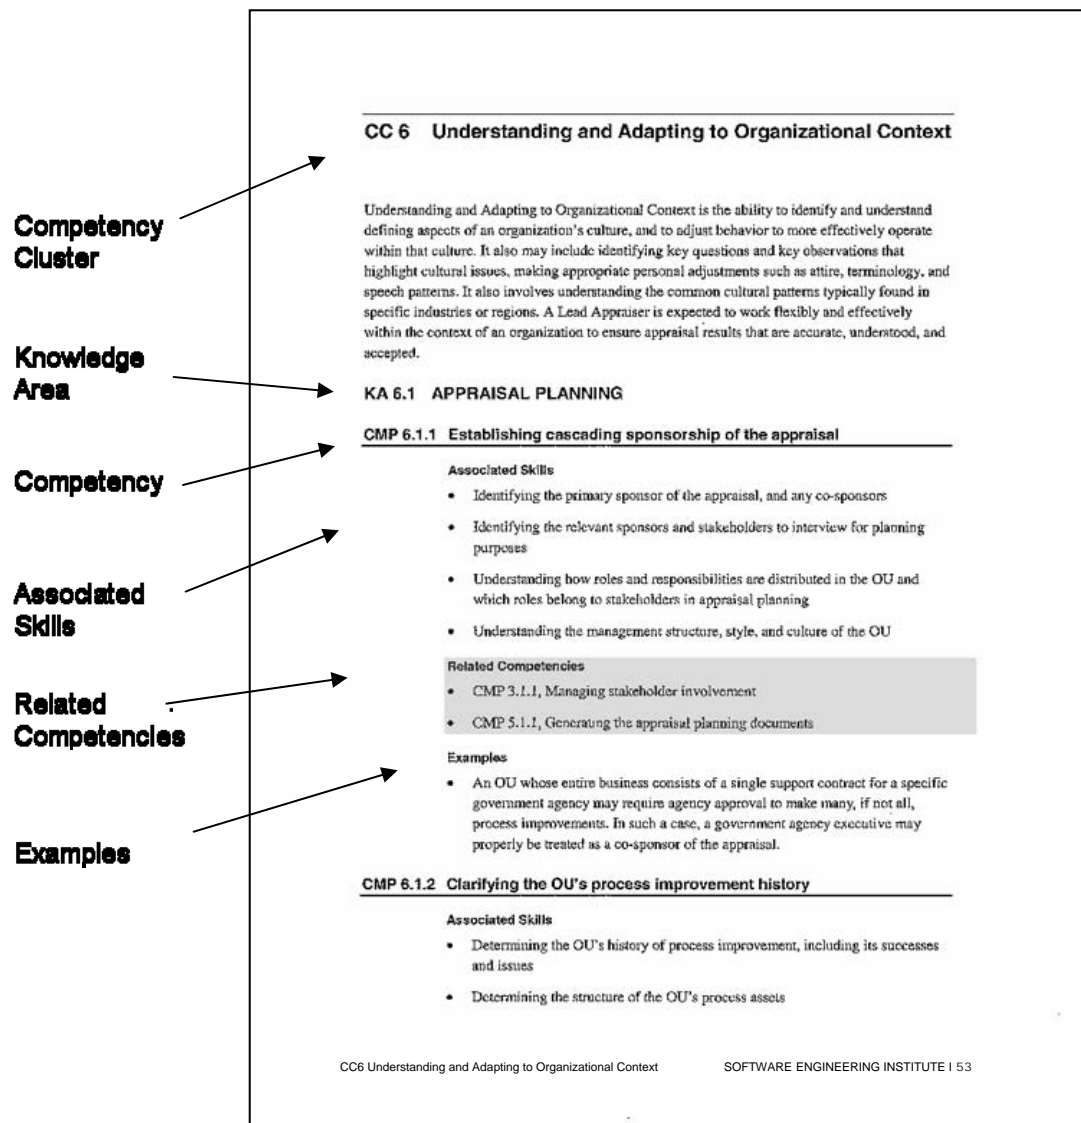 CC 6 Understanding and Adapting to Organizational Context
Competency
Cluster
Understanding and Adapting to Organizational Context is the ability to identify and understand
defining aspects of an organization's culture, and to adjust behavior to more effectively operate
within that culture. It also may include identifying key questions and key observations that
highlight cultural issues, making appropriate personal adjustments such as attire, terminology, and
speech patterns. It also involves understanding the common cultural patterns typically found in
specific industries or regions. A Lead Appraiser is expected to work flexibly and effectively
within the context of an organization to ensure appraisal results that are accurate, understood, and
accepted.
Knowledge
Area
KA 6.1 APPRAISAL PLANNING
CMP 6.1.1 Establishing cascading sponsorship of the appraisal
Competency
Associated Skills
• Identifying the primary sponsor of the appraisal, and any co-sponsors
• Identifying the relevant sponsors and stakeholders to interview for planning
purposes
• Understanding how roles and responsibilities are distributed in the OU and
which roles belong to stakeholders in appraisal planning
• Understanding the management structure, style, and culture of the OU
Associated
Skills
Related Competencies
• CMP 3.1.1, Managing stakeholder involvement
• CMP 5.1.1, Generating the appraisal planning documents
Related
Competencies
Examples
• An OU whose entire business consists of a single support contract for a specific
government agency may require agency approval to make many, if not all,
process improvements. In such a case, a government agency executive may
properly be treated as a co-sponsor of the appraisal.
Examples
CMP 6.1.2 Clarifying the OU's process improvement history
Associated Skills
• Determining the OU's history of process improvement, including its successes
and issues
• Determining the structure of the OU's process assets
CC6 Understanding and Adapting to Organizational Context SOFTWARE ENGINEERING INSTITUTE I 53